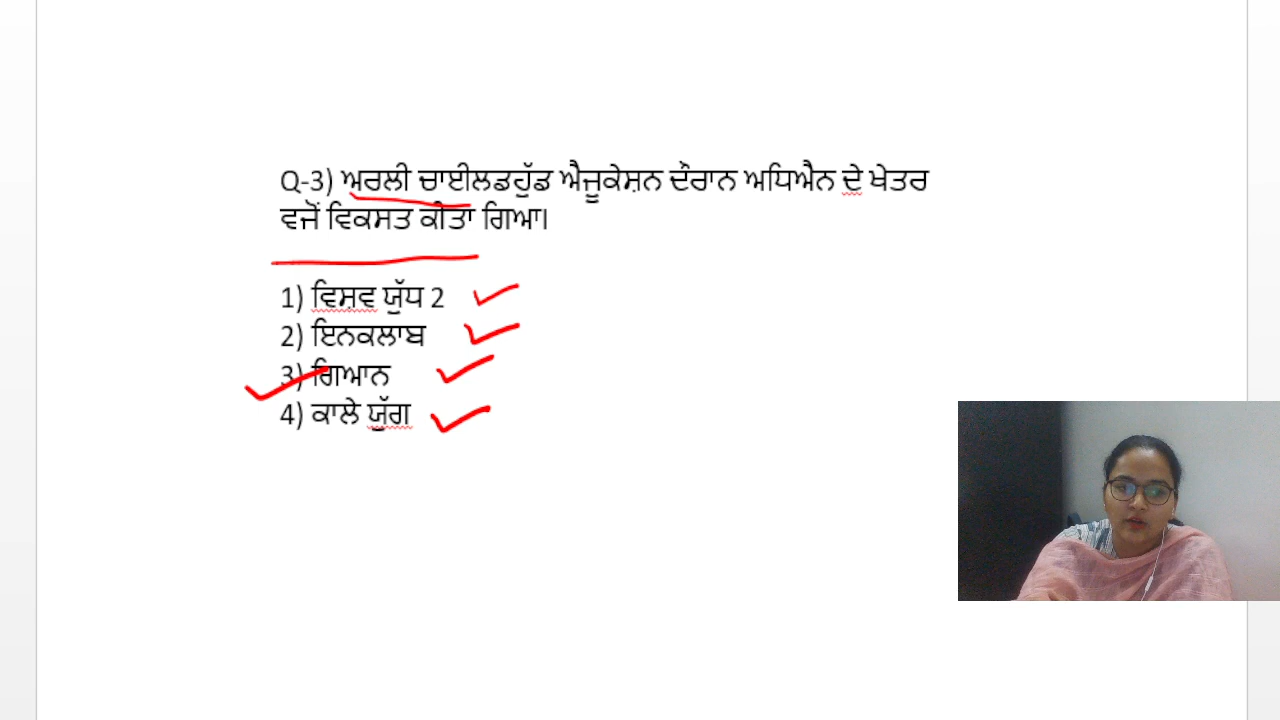 Q-3) ਅਰਲੀ ਚਾਈਲਡਹੁੱਡ ਐਜੂਕੇਸ਼ਨ ਦੌਰਾਨ ਅਧਿਐਨ ਦੇ ਖੇਤਰ
ਵਜੋਂ ਵਿਕਸਤ ਕੀਤਾ ਗਿਆ।
1) ਵਿਸ਼ਵ ਯੁੱਧ 2
2) ਇਨਕਲਾਬ
3) ਗਿਆਨ
4) ਕਾਲੇ ਯੁੱਗ